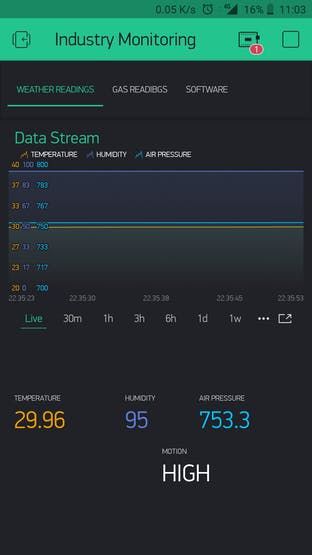 0.05 K/s 4G 16% 11:03
Industry Monitoring 1
WEATHER READINGS GAS READIBGS SOFTWARE
Data Stream
TEMPERATURE HUMIDITY AIR PRESSURE
40 100 800
37 83 783
33 67 767
30 50 750
27 33 733
23 17 717
20 0 700
22:35:23 22:35:30 22:35:38 22:35:45 22:35:53
Live 30m 1h 3h 6h 1d 1w •••
TEMPERATURE HUMIDITY AIR PRESSURE
29.96 95 753.3
MOTION
HIGH